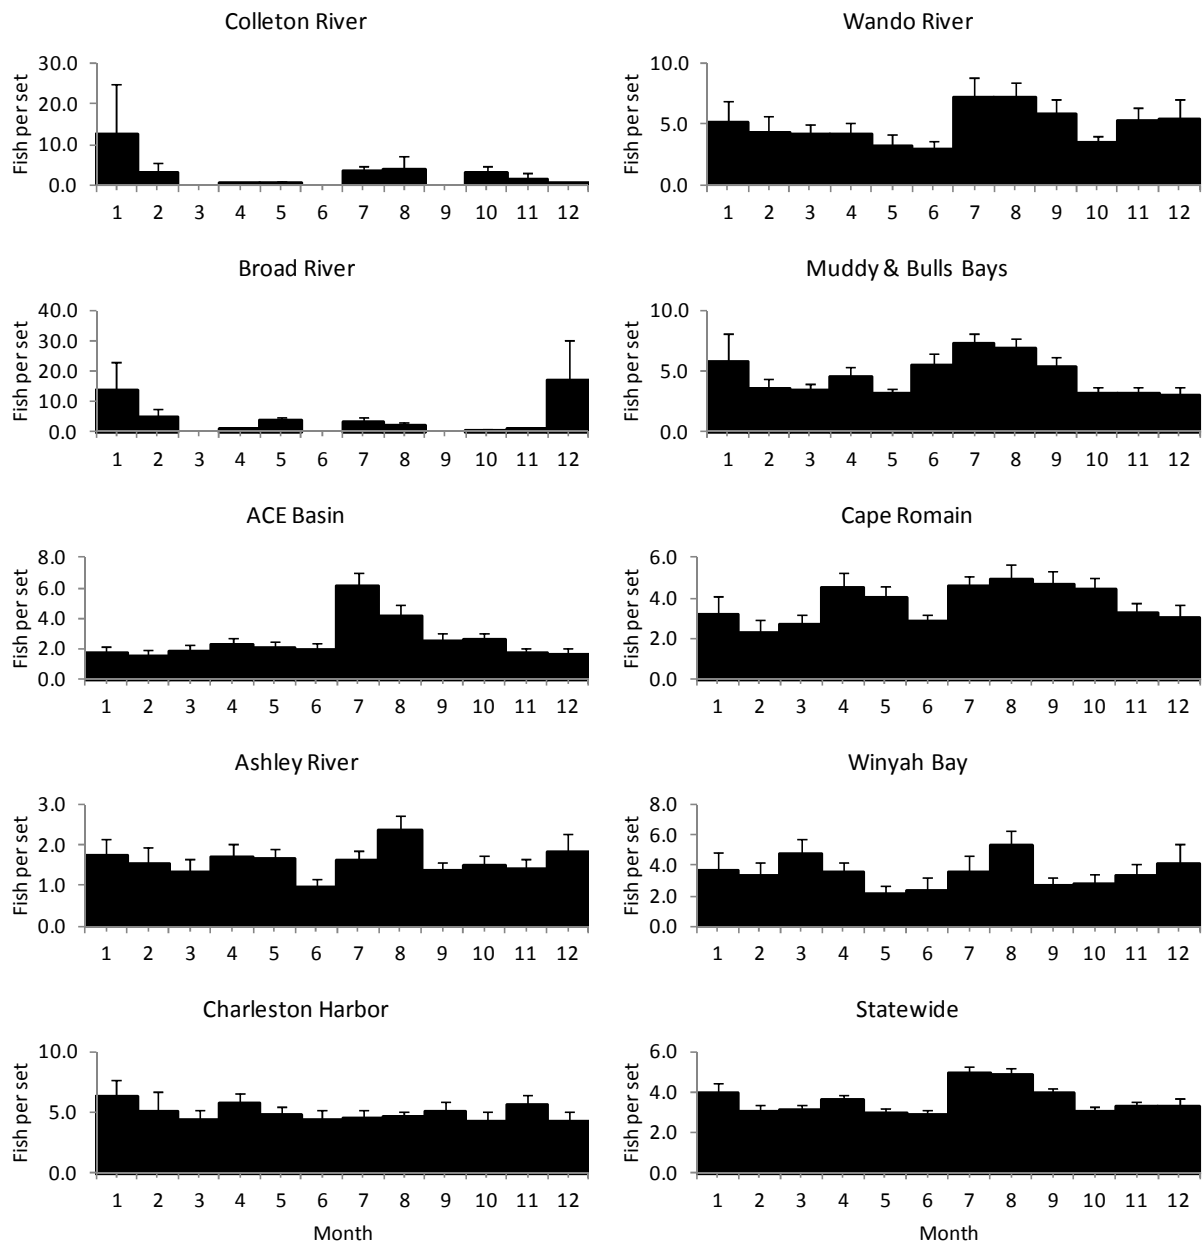 Colleton River
Fish per set
30.0
20.0
10.0
0.0
1 2 3 4 5 6 7 8 9 10 11 12
Wando River
Fish per set
10.0
5.0
0.0
1 2 3 4 5 6 7 8 9 10 11 12
Broad River
Fish per set
40.0
30.0
20.0
10.0
0.0
1 2 3 4 5 6 7 8 9 10 11 12
Muddy & Bulls Bays
Fish per set
10.0
5.0
0.0
1 2 3 4 5 6 7 8 9 10 11 12
ACE Basin
Fish per set
8.0
6.0
4.0
2.0
0.0
1 2 3 4 5 6 7 8 9 10 11 12
Cape Romain
Fish per set
6.0
4.0
2.0
0.0
1 2 3 4 5 6 7 8 9 10 11 12
Ashley River
Fish per set
3.0
2.0
1.0
0.0
1 2 3 4 5 6 7 8 9 10 11 12
Winyah Bay
Fish per set
8.0
6.0
4.0
2.0
0.0
1 2 3 4 5 6 7 8 9 10 11 12
Charleston Harbor
Fish per set
10.0
5.0
0.0
1 2 3 4 5 6 7 8 9 10 11 12
Month
Statewide
Fish per set
6.0
4.0
2.0
0.0
1 2 3 4 5 6 7 8 9 10 11 12
Month